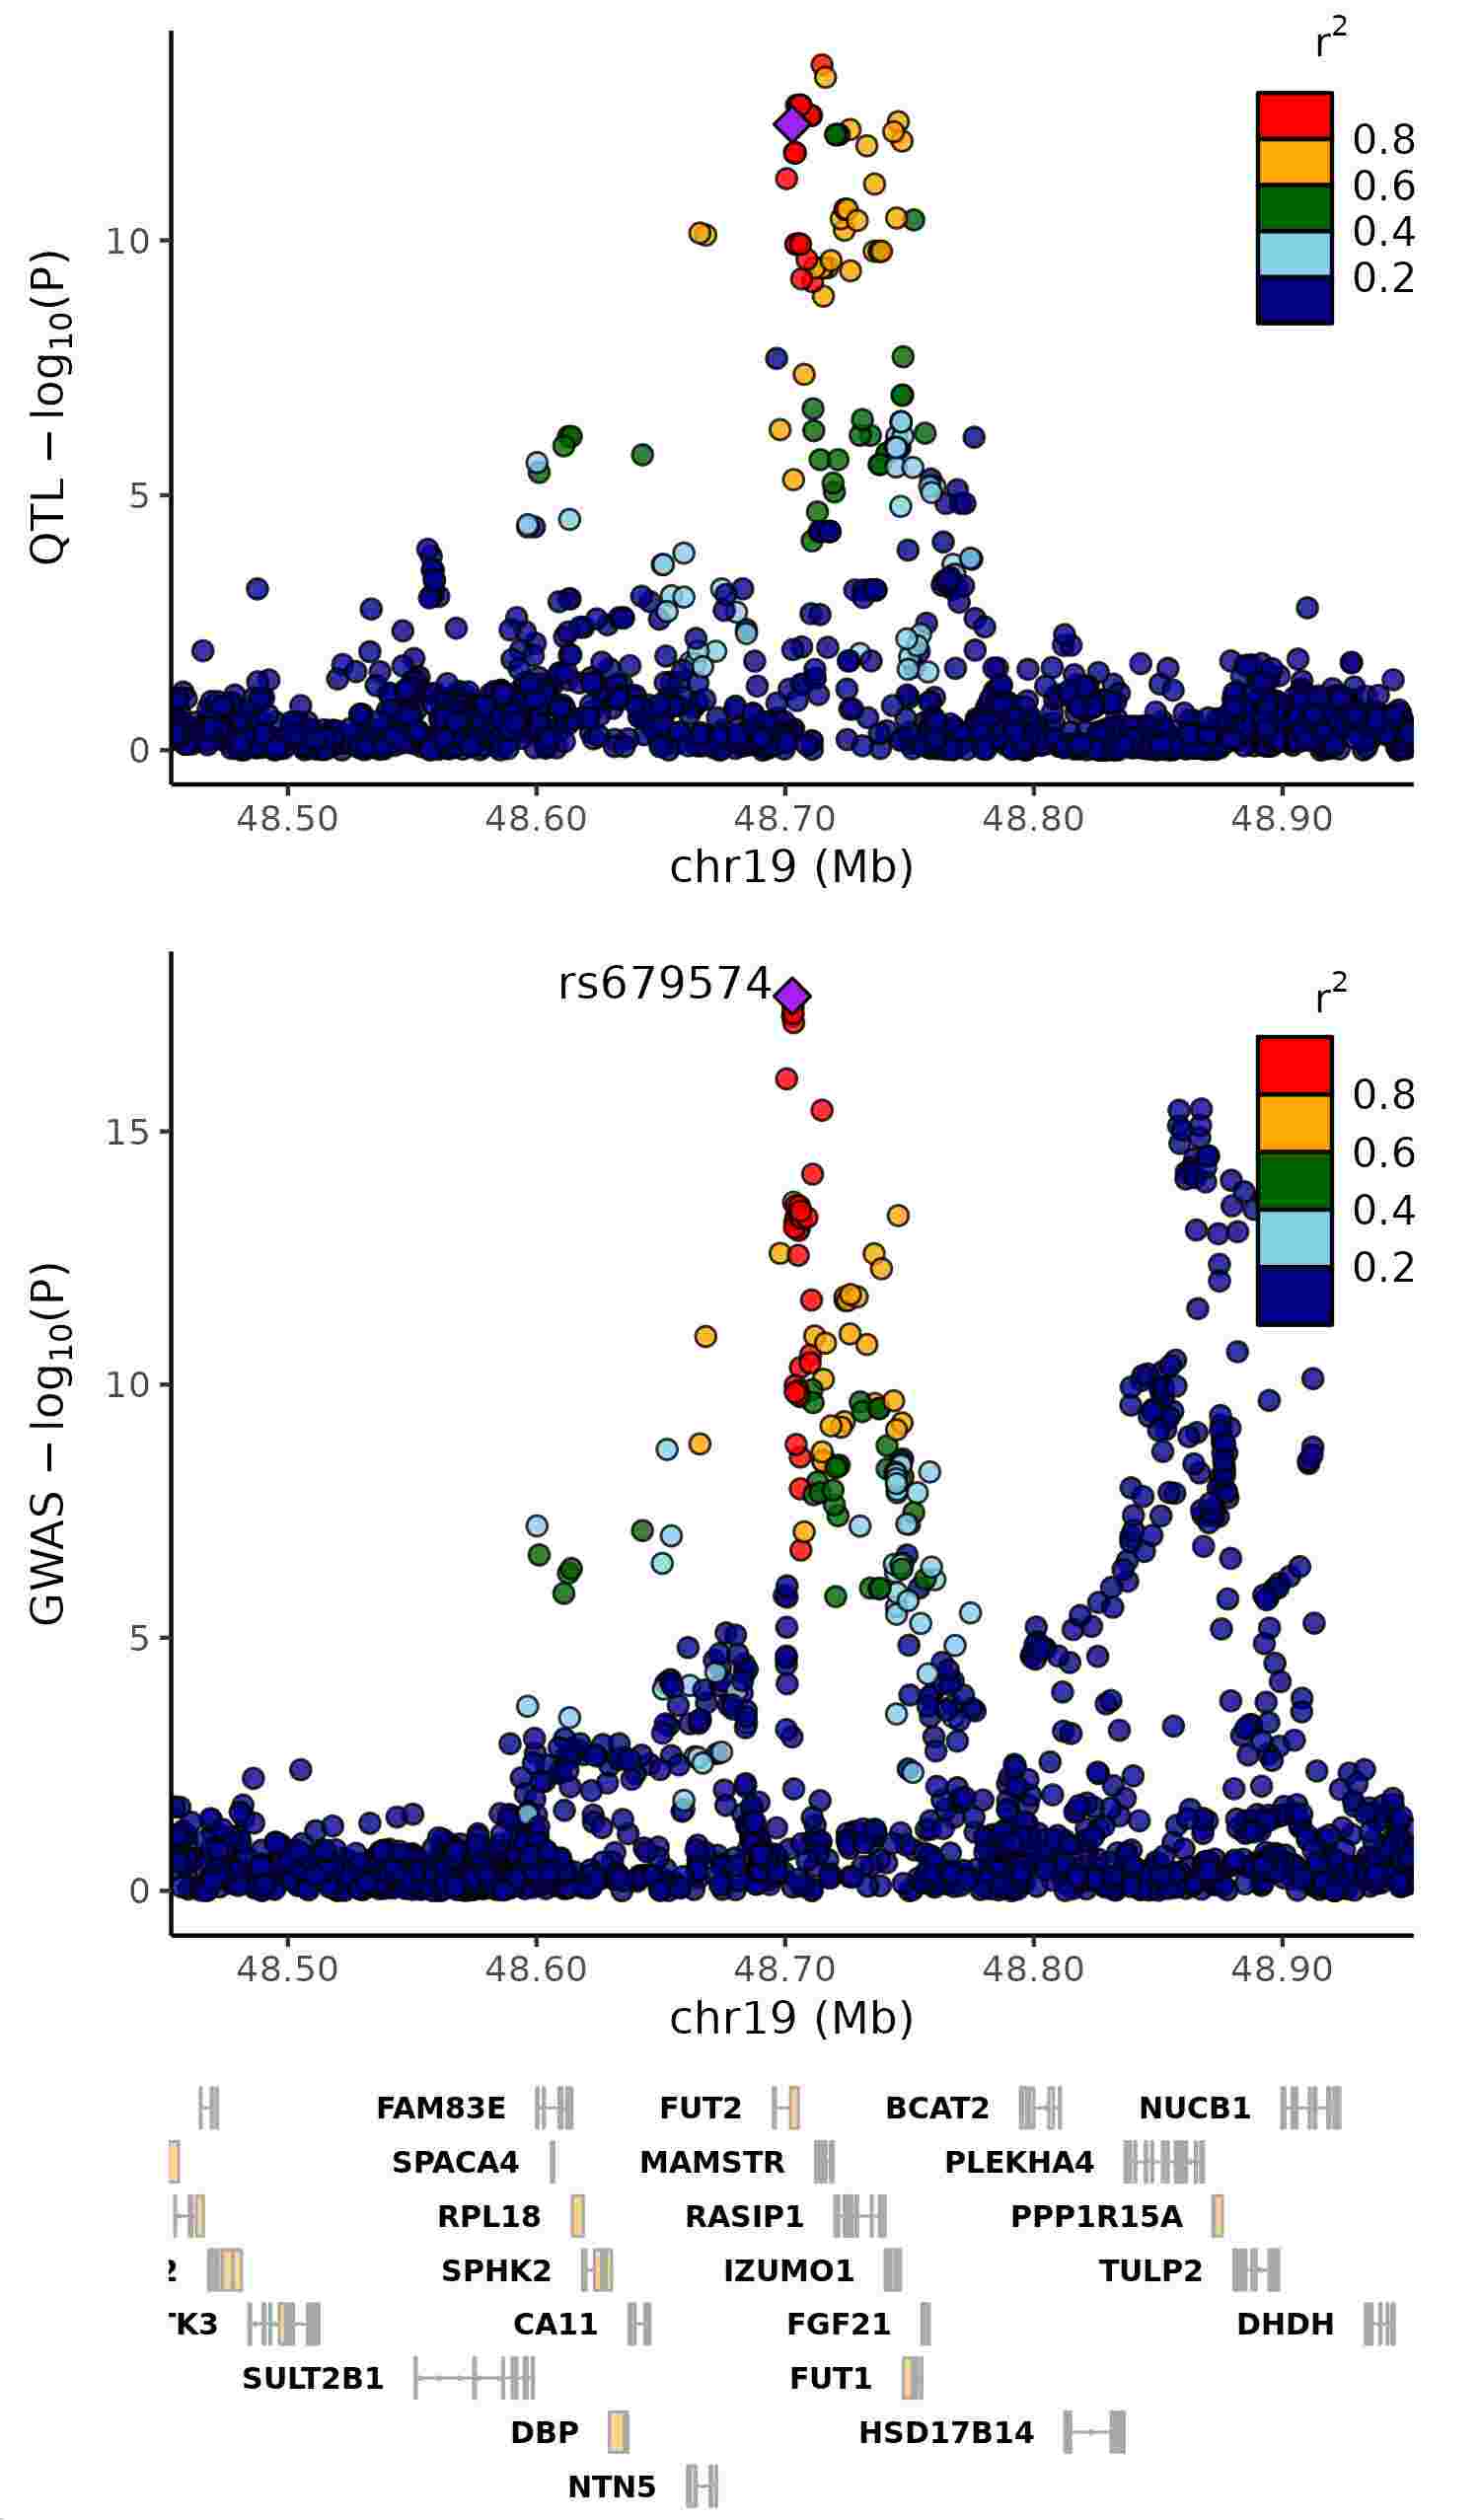 r2
0.8
0.6
0.4
0.2
QTL − log10(P)
10
5
0
48.50 48.60 48.70 48.80 48.90
chr19 (Mb)
rs679574
r2
0.8
0.6
0.4
0.2
GWAS − log10(P)
15
10
5
0
48.50 48.60 48.70 48.80 48.90
chr19 (Mb)
FAM83E FUT2 BCAT2 NUCB1
SPACA4 MAMSTR PLEKHA4
RPL18 RASIP1 PPP1R15A
2 SPHK2 IZUMO1 TULP2
TK3 CA11 FGF21 DHDH
SULT2B1 FUT1
DBP HSD17B14
NTN5